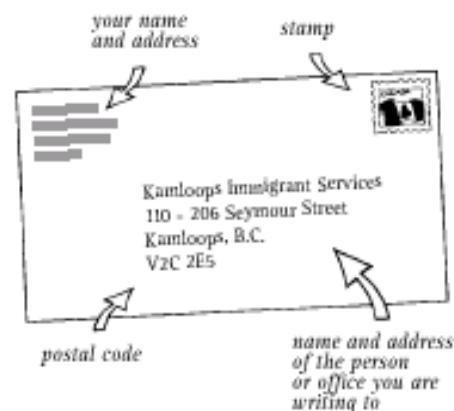 your name
and address
stamp
Kamloops Immigrant Services
110 - 206 Seymour Street
Kamloops, B.C.
V2C 2E5
postal code
name and address
of the person
or office you are
writing to